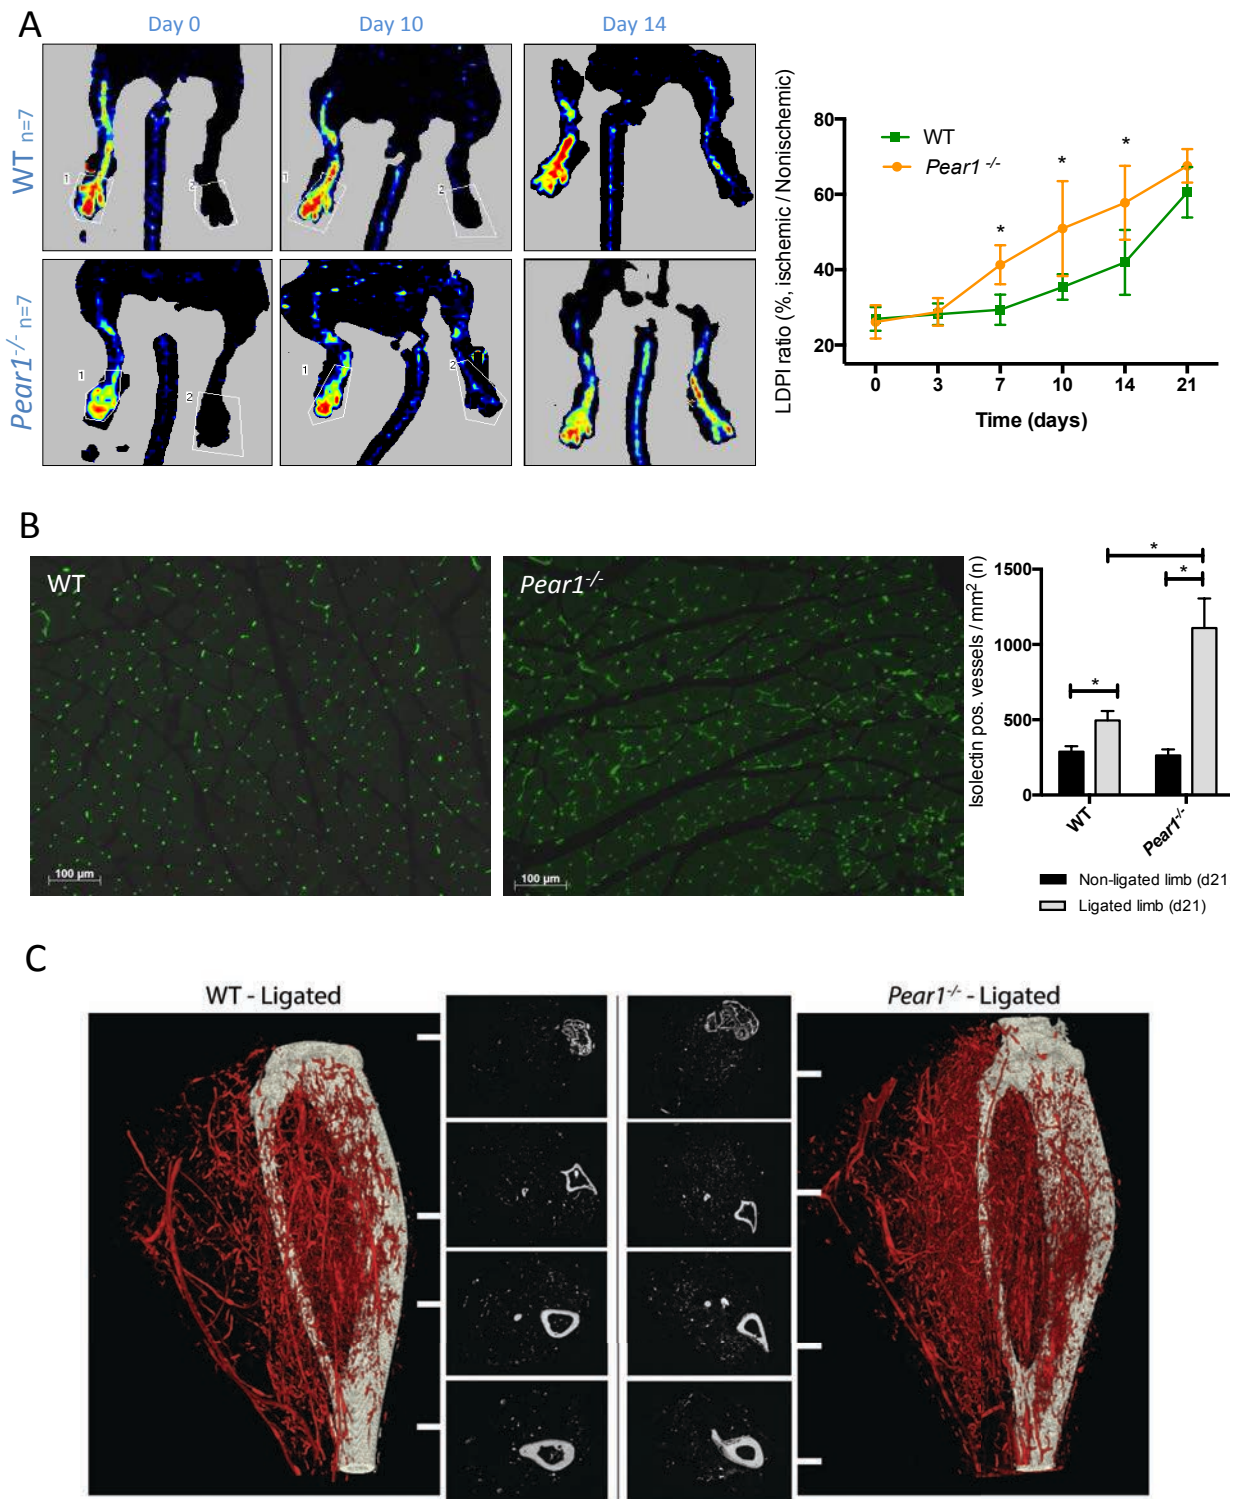 A
Day 0
Day 10
Day 14
WT n=7
1
2
1
2
Pear1-/- n=7
1
2
1
2
LDPI ratio (%, ischemic / Nonischemic)
80
60
40
20
WT
Pear1 -/-
*
*
*
0
3
7
10
14
21
Time (days)
B
WT
100 µm
Pear1-/-
100 µm
Isolectin pos. vessels / mm2 (n)
1500
1000
500
0
*
*
*
WT
Pear1-/-
Non-ligated limb (d21
Ligated limb (d21)
C
WT - Ligated
Pear1-/- - Ligated